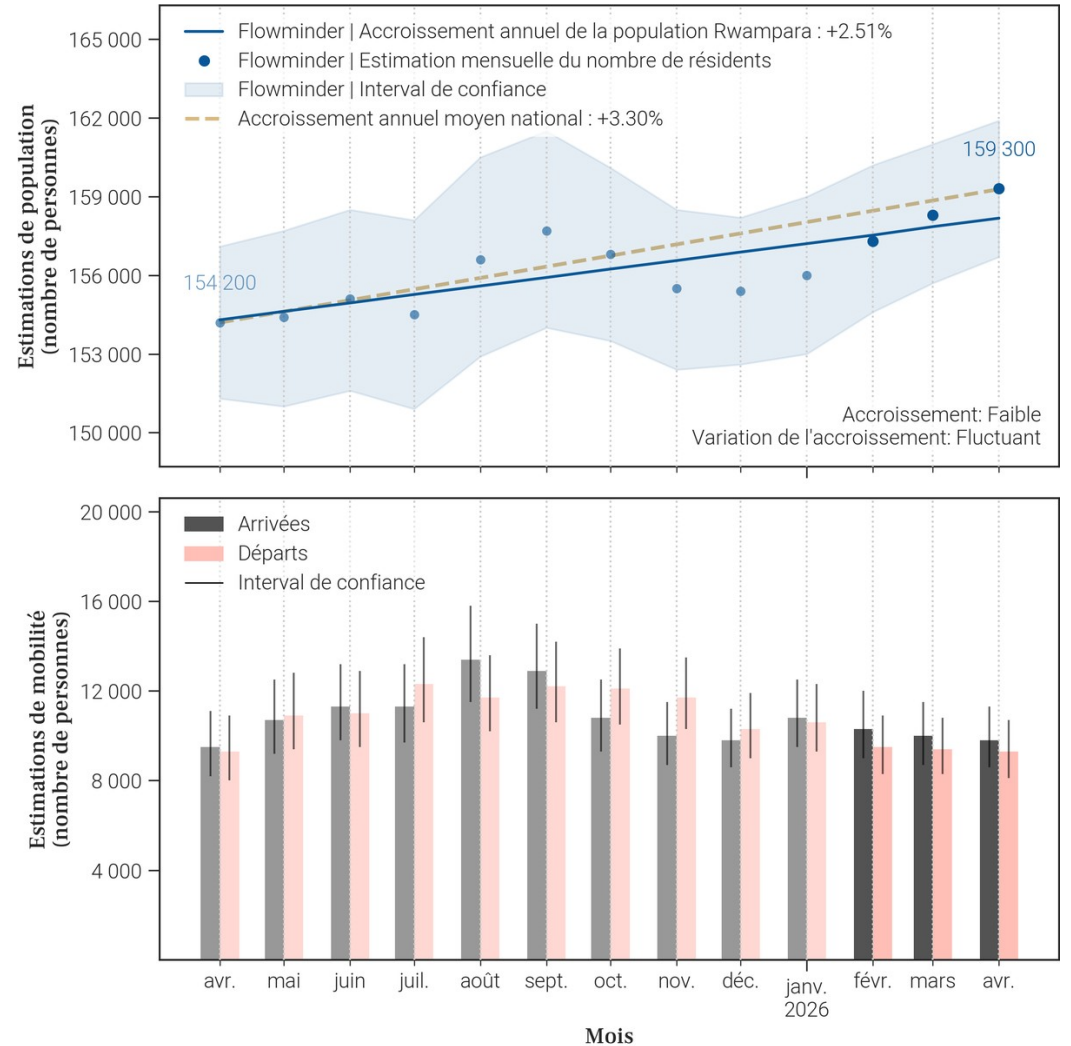 165 000
162 000
159 000
156 000
153 000
150 000
Estimations de population
(nombre de personnes)
Flowminder | Accroissement annuel de la population Rwampara : +2.51%
Flowminder | Estimation mensuelle du nombre de résidents
Flowminder | Interval de confiance
Accroissement annuel moyen national : +3.30%
154 200
159 300
Accroissement: Faible
Variation de l'accroissement: Fluctuant
20 000
16 000
12 000
8 000
4 000
Estimations de mobilité
(nombre de personnes)
Arrivées
Départs
Interval de confiance
avr. mai juin juil. août sept. oct. nov. déc. janv. févr. mars avr.
2026
Mois